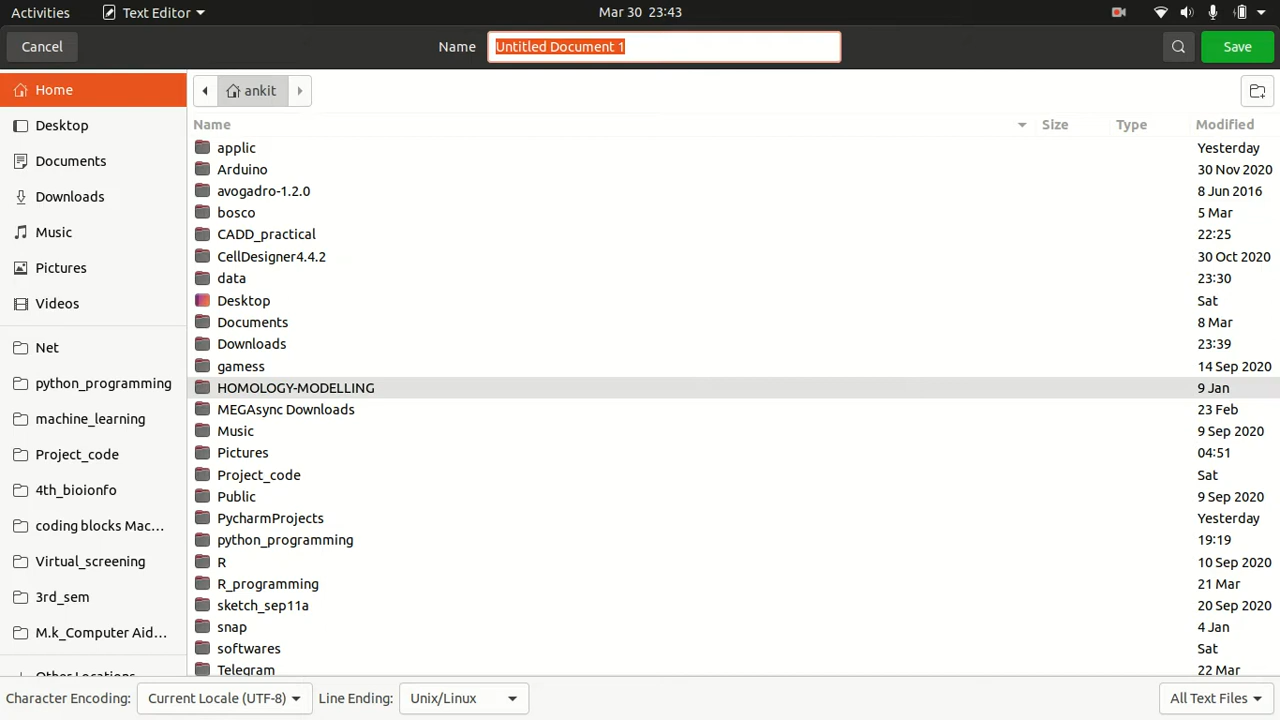 Activities Text Editor Mar 30 23:43
Cancel Name Untitled Document 1 Save
Home
Desktop
Documents
Downloads
Music
Pictures
Videos
Net
python_programming
machine_learning
Project_code
4th_bioionfo
coding blocks Mac...
Virtual_screening
3rd_sem
M.k_Computer Aid...
Other Locations
ankit
Name Size Type Modified
applic Yesterday
Arduino 30 Nov 2020
avogadro-1.2.0 8 Jun 2016
bosco 5 Mar
CADD_practical 22:25
CellDesigner4.4.2 30 Oct 2020
data 23:30
Desktop Sat
Documents 8 Mar
Downloads 23:39
gamess 14 Sep 2020
HOMOLOGY-MODELLING 9 Jan
MEGAsync Downloads 23 Feb
Music 9 Sep 2020
Pictures 04:51
Project_code Sat
Public 9 Sep 2020
PycharmProjects Yesterday
python_programming 19:19
R 10 Sep 2020
R_programming 21 Mar
sketch_sep11a 20 Sep 2020
snap 4 Jan
softwares Sat
Telegram 22 Mar
Character Encoding: Current Locale (UTF-8) Line Ending: Unix/Linux All Text Files